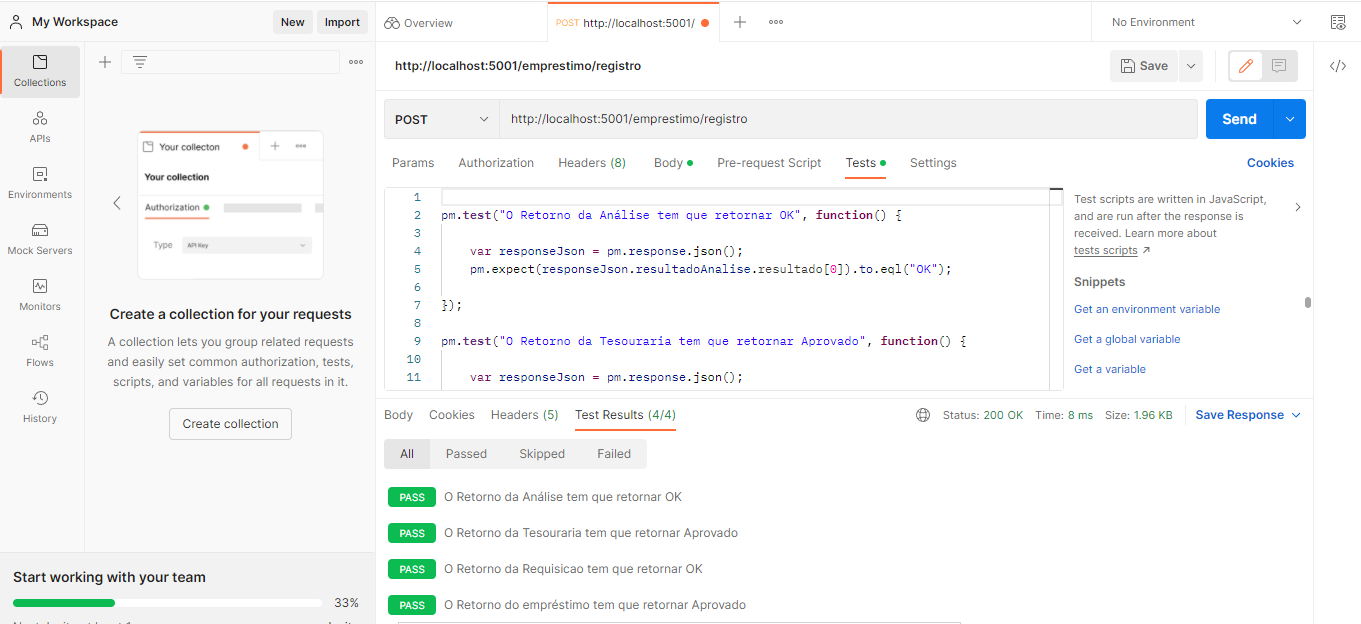 My Workspace
New
Import
Overview
POST http://localhost:5001/
No Environment
Collections
APIs
Environments
Mock Servers
Monitors
Flows
History
Your collecton
Your collection
Authorization
Type
API Key
Create a collection for your requests
A collection lets you group related requests
and easily set common authorization, tests,
scripts, and variables for all requests in it.
Create collection
Start working with your team
33%
http://localhost:5001/emprestimo/registro
Save
</>
POST
http://localhost:5001/emprestimo/registro
Send
Params
Authorization
Headers (8)
Body
Pre-request Script
Tests
Settings
Cookies
1
2 pm.test("O Retorno da Análise tem que retornar OK", function() {
3
4 var responseJson = pm.response.json();
5 pm.expect(responseJson.resultadoAnalise.resultado[0]).to.eql("OK");
6
7 });
8
9 pm.test("O Retorno da Tesouraria tem que retornar Aprovado", function() {
10
11 var responseJson = pm.response.json();
Test scripts are written in JavaScript,
and are run after the response is
received. Learn more about
tests scripts ↗
Snippets
Get an environment variable
Get a global variable
Get a variable
Body
Cookies
Headers (5)
Test Results (4/4)
Status: 200 OK
Time: 8 ms
Size: 1.96 KB
Save Response
All
Passed
Skipped
Failed
PASS O Retorno da Análise tem que retornar OK
PASS O Retorno da Tesouraria tem que retornar Aprovado
PASS O Retorno da Requisicao tem que retornar OK
PASS O Retorno do empréstimo tem que retornar Aprovado